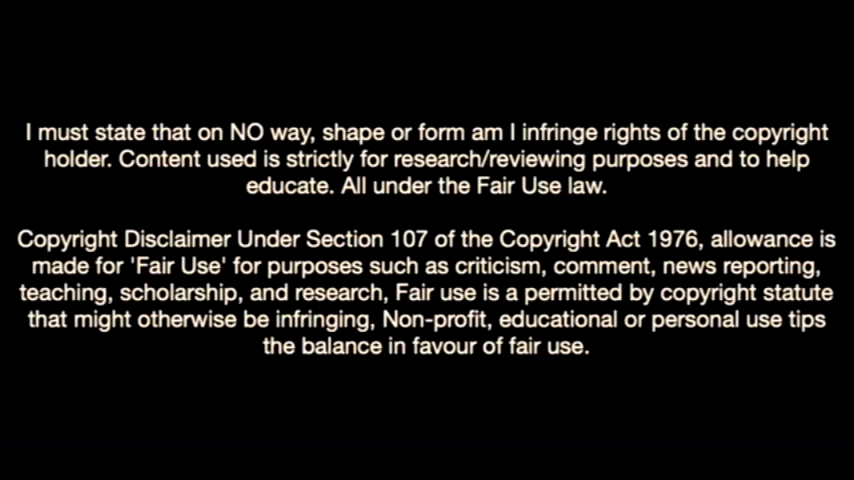 I must state that on NO way, shape or form am I infringe rights of the copyright
holder. Content used is strictly for research/reviewing purposes and to help
educate. All under the Fair Use law.
Copyright Disclaimer Under Section 107 of the Copyright Act 1976, allowance is
made for 'Fair Use' for purposes such as criticism, comment, news reporting,
teaching, scholarship, and research, Fair use is a permitted by copyright statute
that might otherwise be infringing, Non-profit, educational or personal use tips
the balance in favour of fair use.